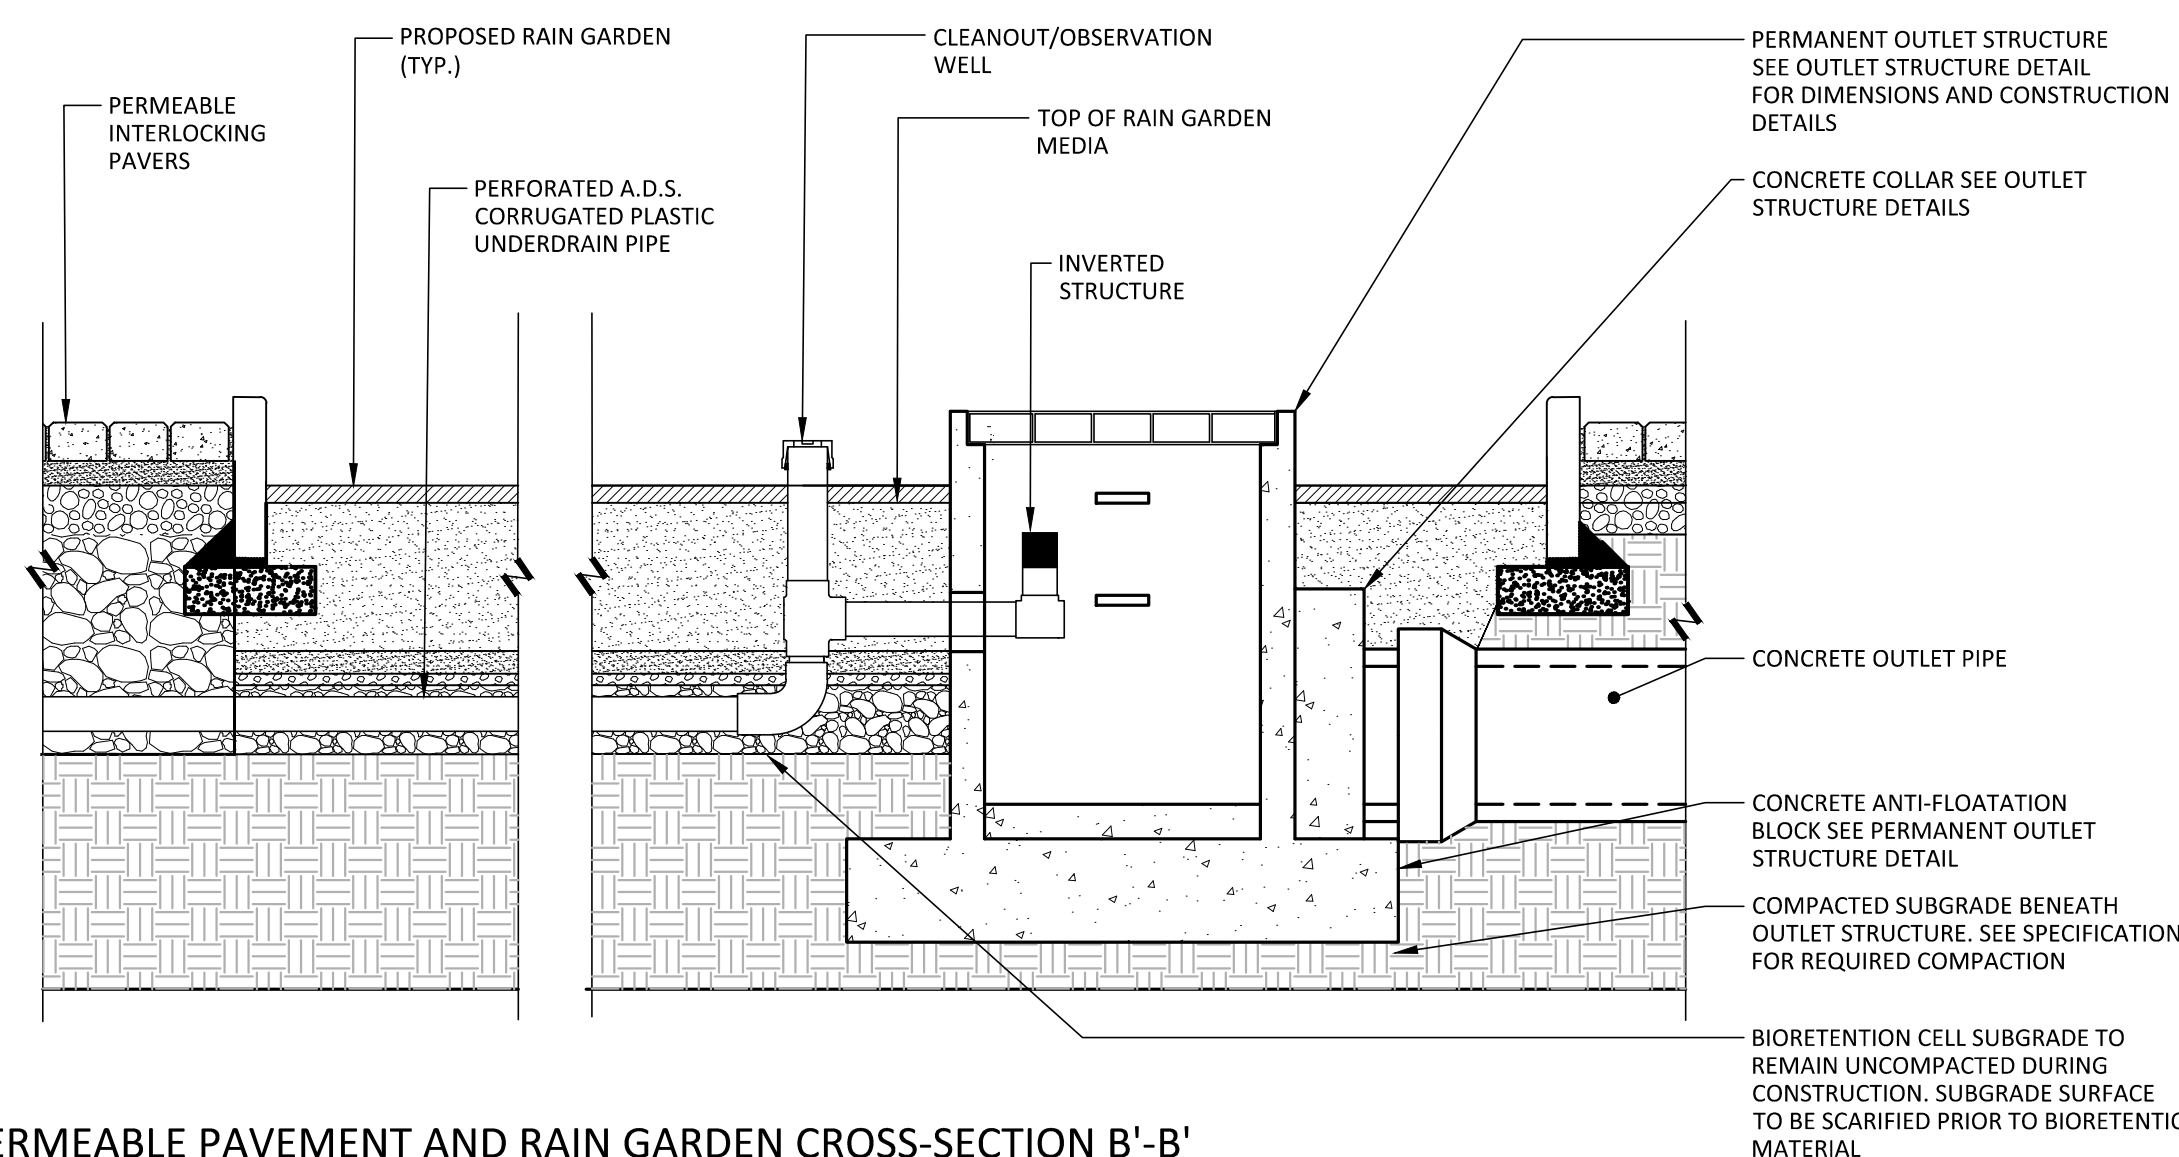 PROPOSED RAIN GARDEN
(TYP.)
CLEANOUT/OBSERVATION
WELL
PERMANENT OUTLET STRUCTURE
SEE OUTLET STRUCTURE DETAIL
FOR DIMENSIONS AND CONSTRUCTION
DETAILS
PERMEABLE
INTERLOCKING
PAVERS
TOP OF RAIN GARDEN
MEDIA
PERFORATED A.D.S.
CORRUGATED PLASTIC
UNDERDRAIN PIPE
CONCRETE COLLAR SEE OUTLET
STRUCTURE DETAILS
INVERTED
STRUCTURE
CONCRETE OUTLET PIPE
CONCRETE ANTI-FLOATATION
BLOCK SEE PERMANENT OUTLET
STRUCTURE DETAIL
COMPACTED SUBGRADE BENEATH
OUTLET STRUCTURE. SEE SPECIFICATION
FOR REQUIRED COMPACTION
BIORETENTION CELL SUBGRADE TO
REMAIN UNCOMPACTED DURING
CONSTRUCTION. SUBGRADE SURFACE
TO BE SCARIFIED PRIOR TO BIORETENTIO
MATERIAL
ERMEABLE PAVEMENT AND RAIN GARDEN CROSS-SECTION B'-B'